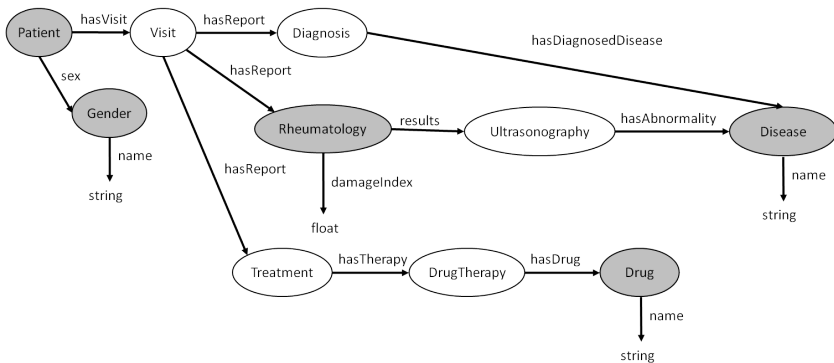 hasVisit
hasReport
Patient
Visit
Diagnosis
hasDiagnosedDisease
hasReport
sex
Gender
results
hasAbnormality
Rheumatology
Ultrasonography
Disease
name
hasReport
damageIndex
name
string
float
string
hasTherapy
hasDrug
Treatment
DrugTherapy
Drug
name
string